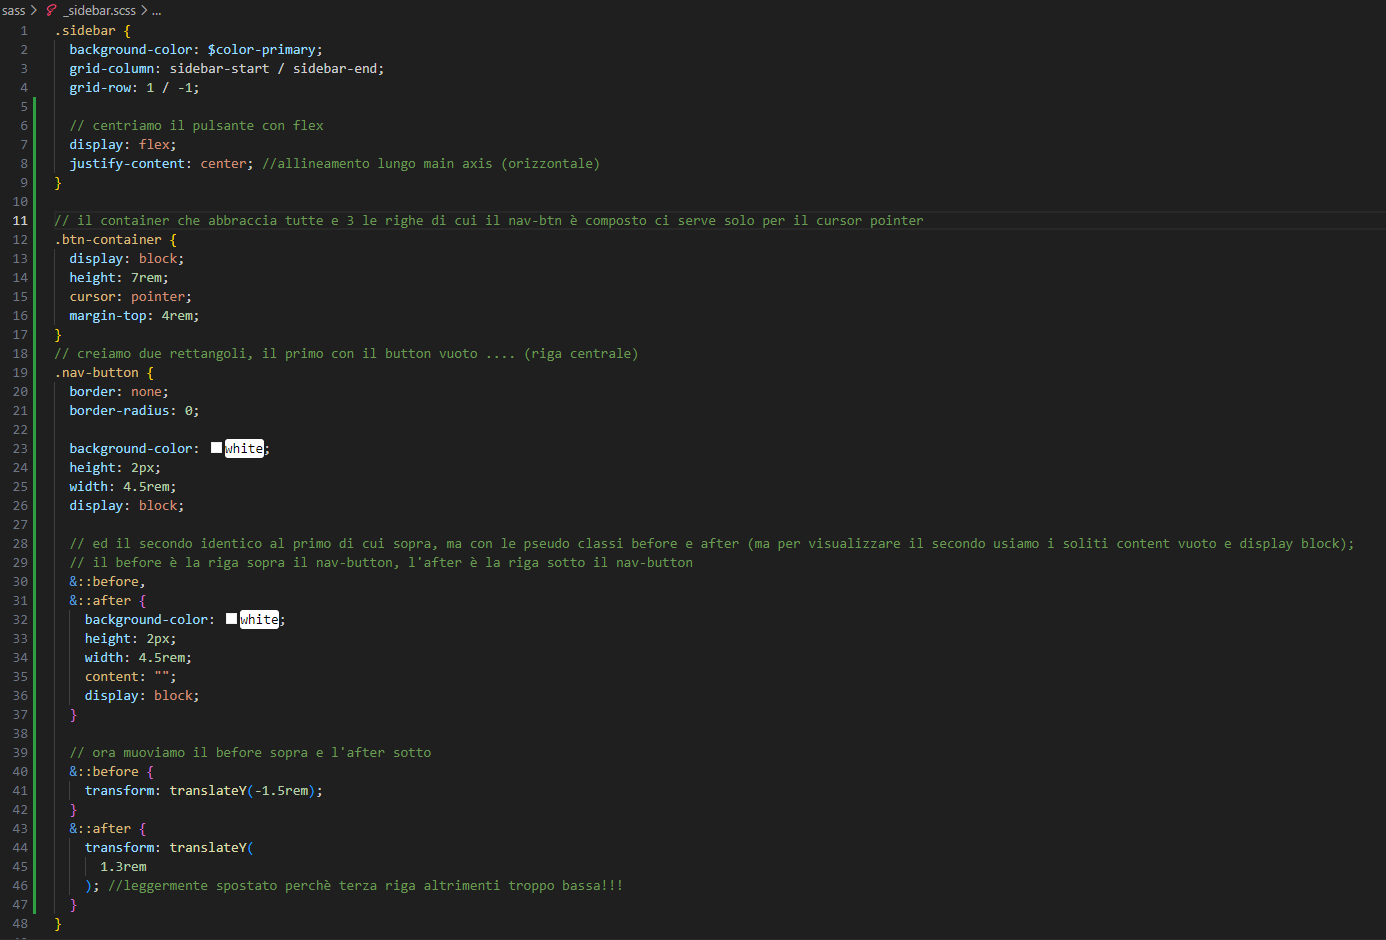 sass > _sidebar.scss > ...
1 .sidebar {
2 background-color: $color-primary;
3 grid-column: sidebar-start / sidebar-end;
4 grid-row: 1 / -1;
5
6 // centriamo il pulsante con flex
7 display: flex;
8 justify-content: center; //allineamento lungo main axis (orizzontale)
9 }
10
11 // il container che abbraccia tutte e 3 le righe di cui il nav-btn è composto ci serve solo per il cursor pointer
12 .btn-container {
13 display: block;
14 height: 7rem;
15 cursor: pointer;
16 margin-top: 4rem;
17 }
18 // creiamo due rettangoli, il primo con il button vuoto .... (riga centrale)
19 .nav-button {
20 border: none;
21 border-radius: 0;
22
23 background-color: white;
24 height: 2px;
25 width: 4.5rem;
26 display: block;
27
28 // ed il secondo identico al primo di cui sopra, ma con le pseudo classi before e after (ma per visualizzare il secondo usiamo i soliti content vuoto e display block);
29 // il before è la riga sopra il nav-button, l'after è la riga sotto il nav-button
30 &::before,
31 &::after {
32 background-color: white;
33 height: 2px;
34 width: 4.5rem;
35 content: "";
36 display: block;
37 }
38
39 // ora muoviamo il before sopra e l'after sotto
40 &::before {
41 transform: translateY(-1.5rem);
42 }
43 &::after {
44 transform: translateY(
45 1.3rem
46 ); //leggermente spostato perchè terza riga altrimenti troppo bassa!!!
47 }
48 }